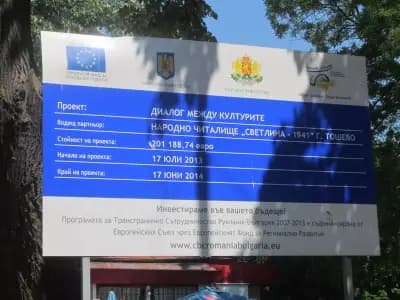 Проект: ДИАЛОГ МЕЖДУ КУЛТУРИТЕ
Водещ партньор: НАРОДНО ЧИТАЛИЩЕ „СВЕТЛИНА - 1941“ Г. ТОШЕВО
Стойност на проекта: 201 188,74 евро
Начало на проекта: 17 ЮЛИ 2013
Край на проекта: 17 ЮНИ 2014
Инвестираме във вашето бъдеще!
Програмата за Трансгранично Сътрудничество Румъния-България 2007-2013 е съфинансирана от
Европейския Съюз чрез Европейския Фонд за Регионално Развитие
www.cbcromaniabulgaria.eu